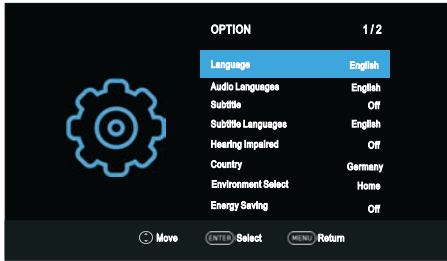 OPTION 1/2
Language English
Audio Languages English
Subtitle Off
Subtitle Languages English
Hearing Impaired Off
Country Germany
Environment Select Home
Energy Saving Off
Move ENTER Select MENU Return